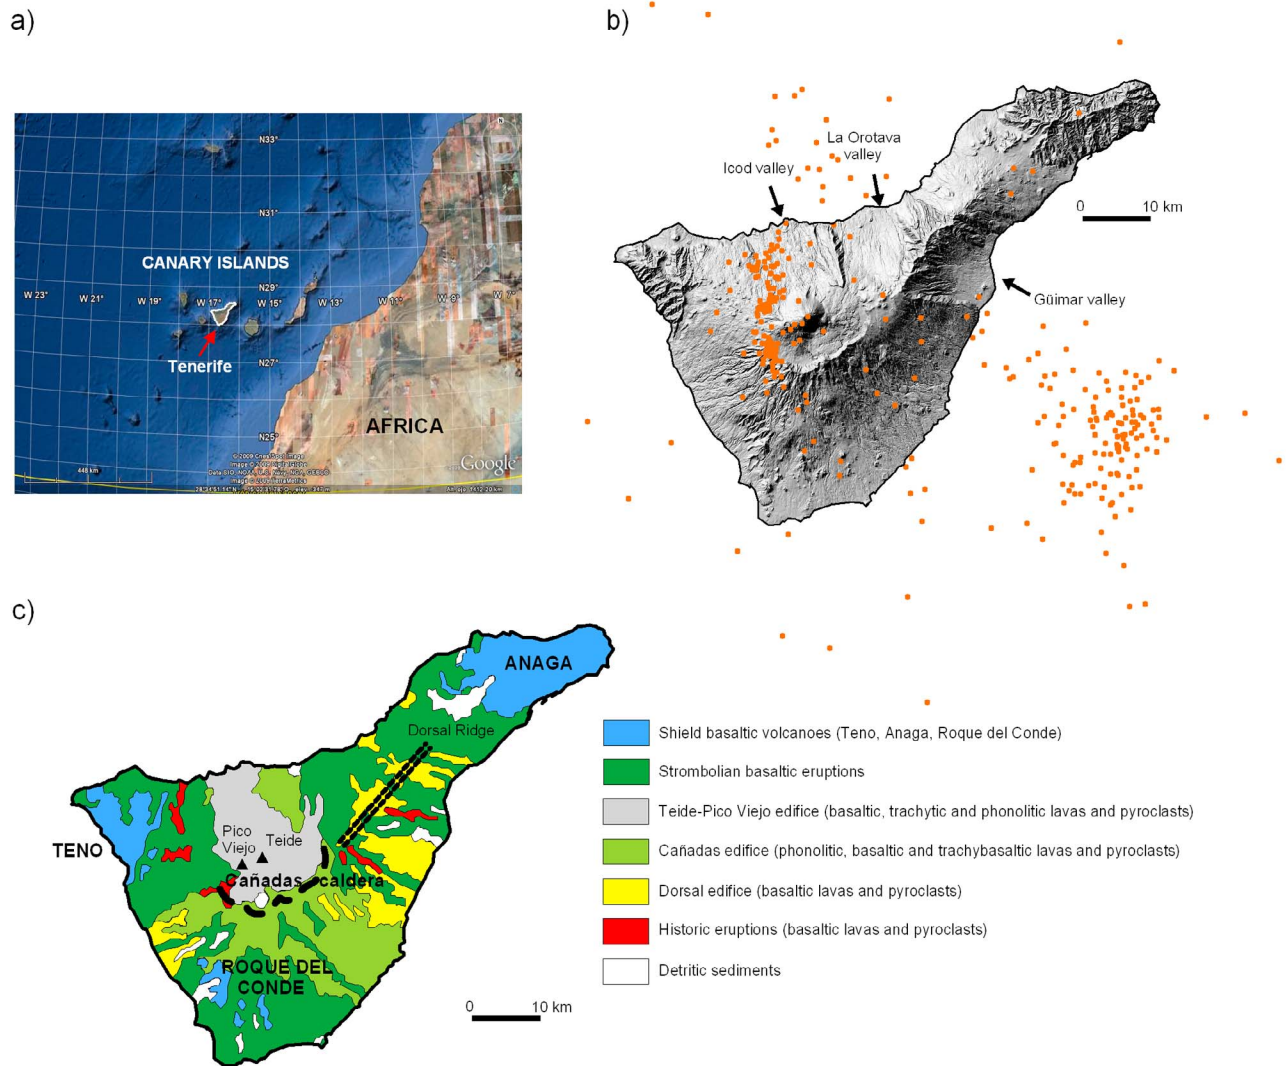 a)
N33°
N31°
CANARY ISLANDS
N29°
W 23°
W 21°
W 19°
W 17°
W 15°
W 13°
W 11°
W 9°
W 7°
Tenerife
N27°
AFRICA
N25°
448 km
Google
b)
La Orotava
valley
Icod valley
0 10 km
Güimar valley
c)
ANAGA
Dorsal Ridge
Pico
Viejo
Teide
TENO
Cañadas caldera
ROQUE DEL
CONDE
0 10 km
Shield basaltic volcanoes (Teno, Anaga, Roque del Conde)
Strombolian basaltic eruptions
Teide-Pico Viejo edifice (basaltic, trachytic and phonolitic lavas and pyroclasts)
Cañadas edifice (phonolitic, basaltic and trachybasaltic lavas and pyroclasts)
Dorsal edifice (basaltic lavas and pyroclasts)
Historic eruptions (basaltic lavas and pyroclasts)
Detritic sediments